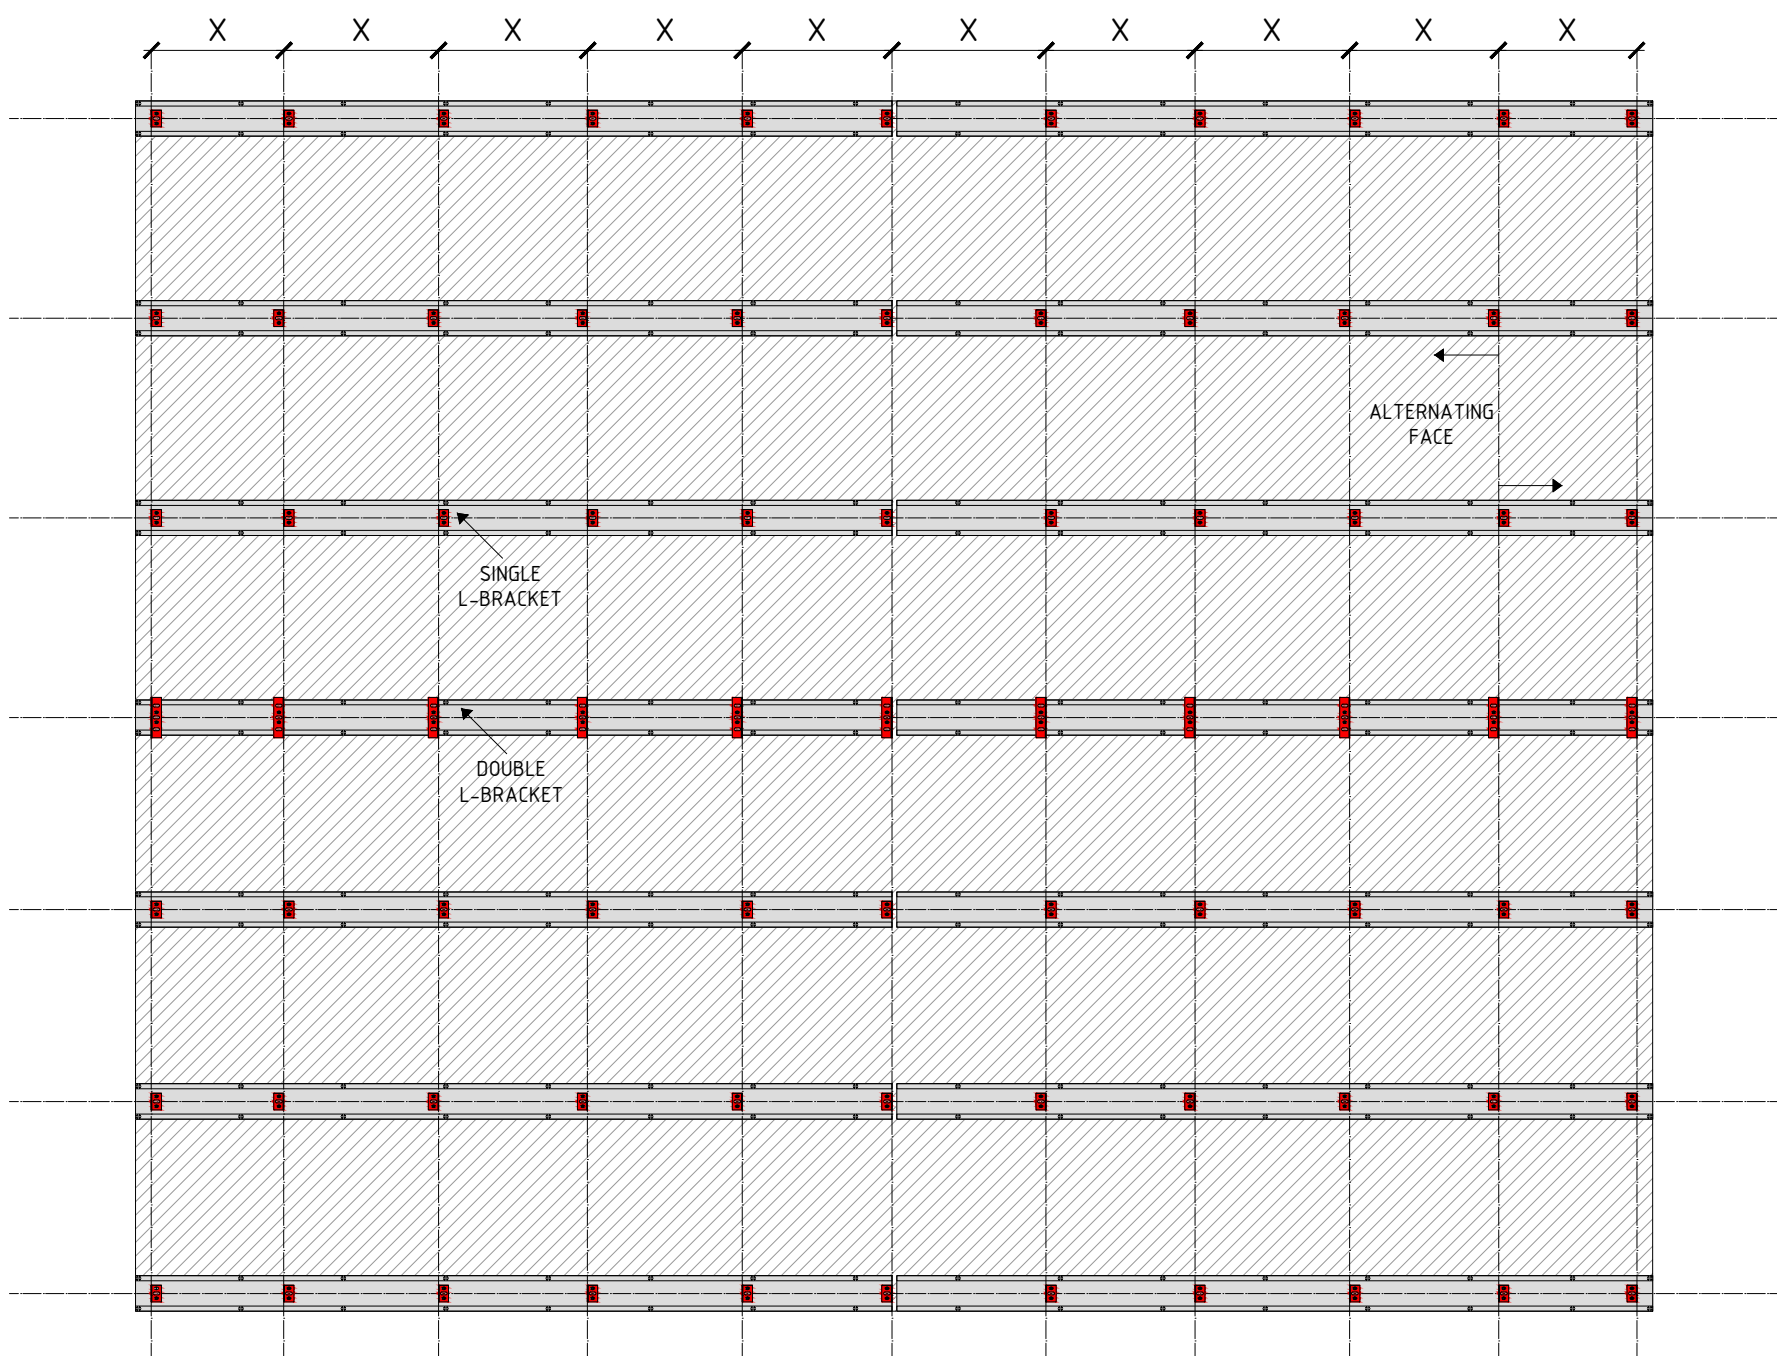 X X X X X X X X X X
ALTERNATING
FACE
SINGLE
L-BRACKET
DOUBLE
L-BRACKET